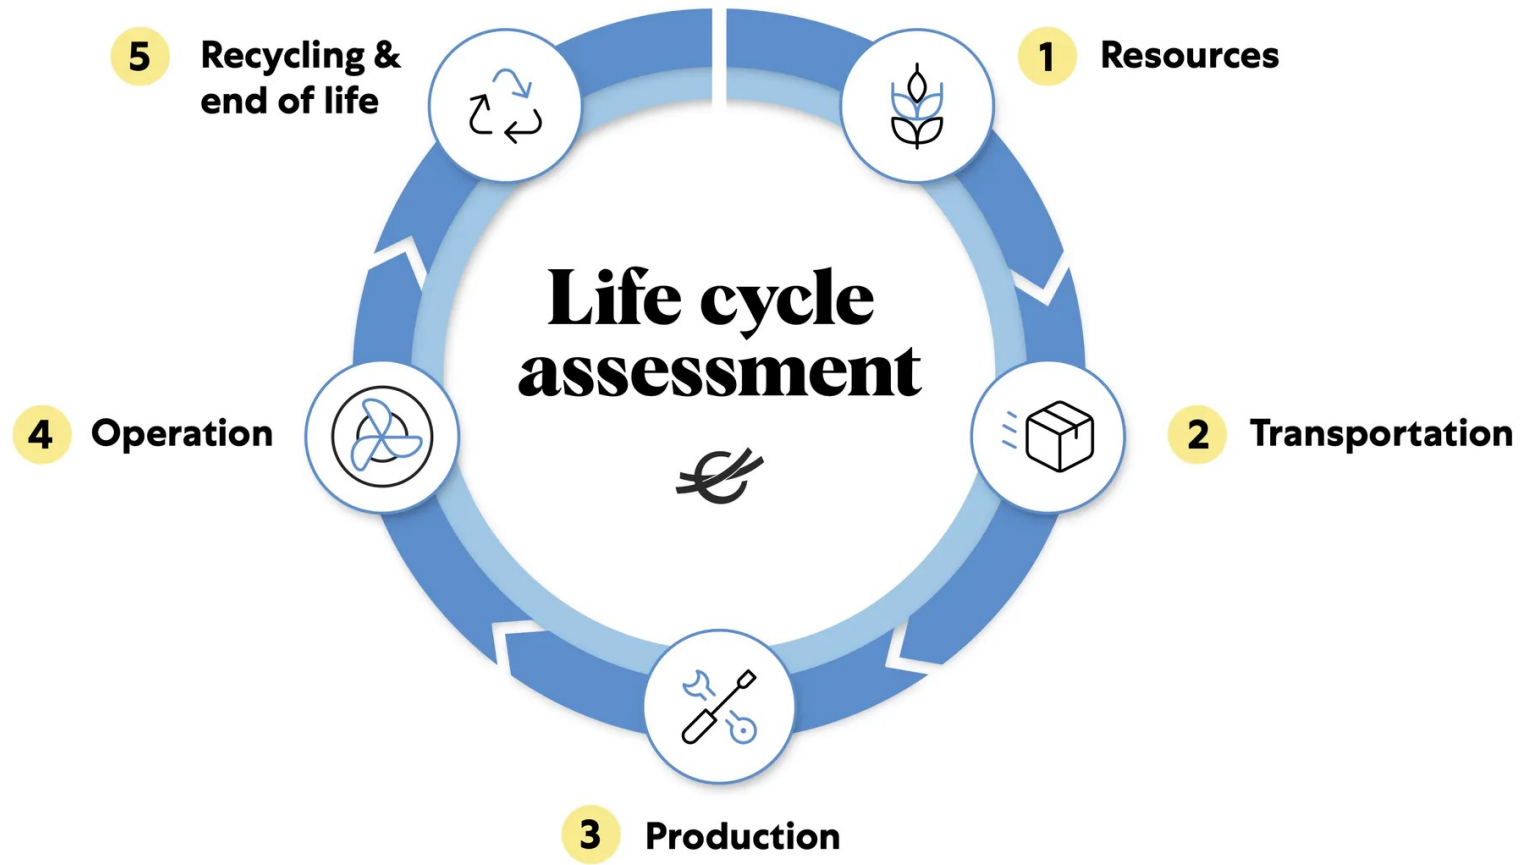 Life cycle
assessment
1 Resources
2 Transportation
3 Production
4 Operation
5 Recycling &
end of life